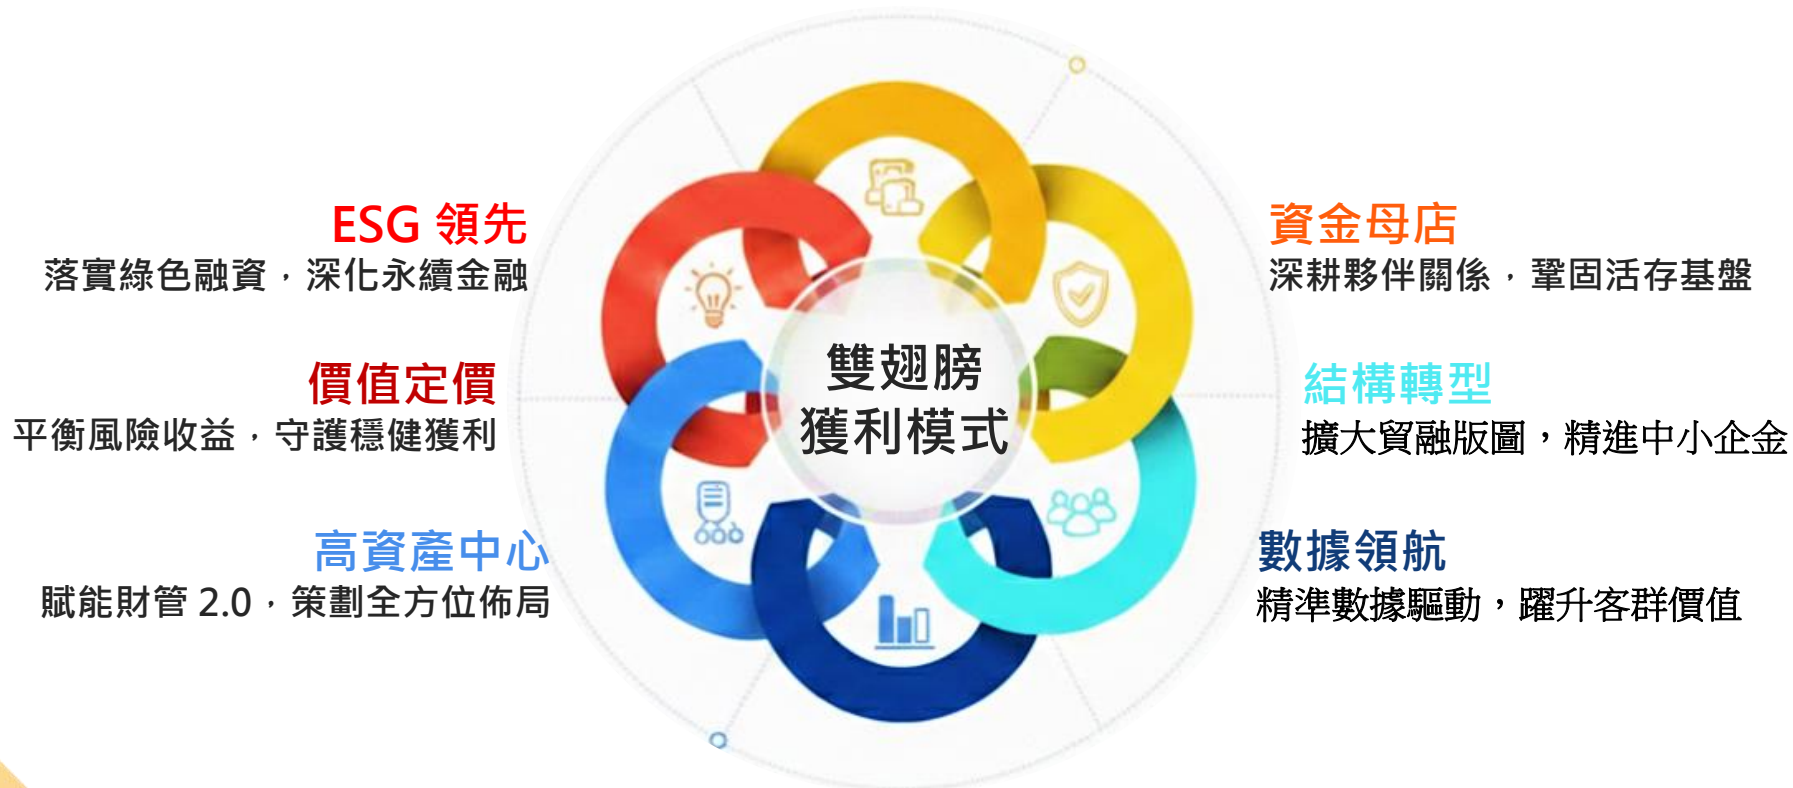 ESG 領先
落實綠色融資，深化永續金融
價值定價
平衡風險收益，守護穩健獲利
高資產中心
賦能財管 2.0，策劃全方位佈局
雙翅膀
獲利模式
資金母店
深耕夥伴關係，鞏固活存基盤
結構轉型
擴大貿融版圖，精進中小企金
數據領航
精準數據驅動，躍升客群價值